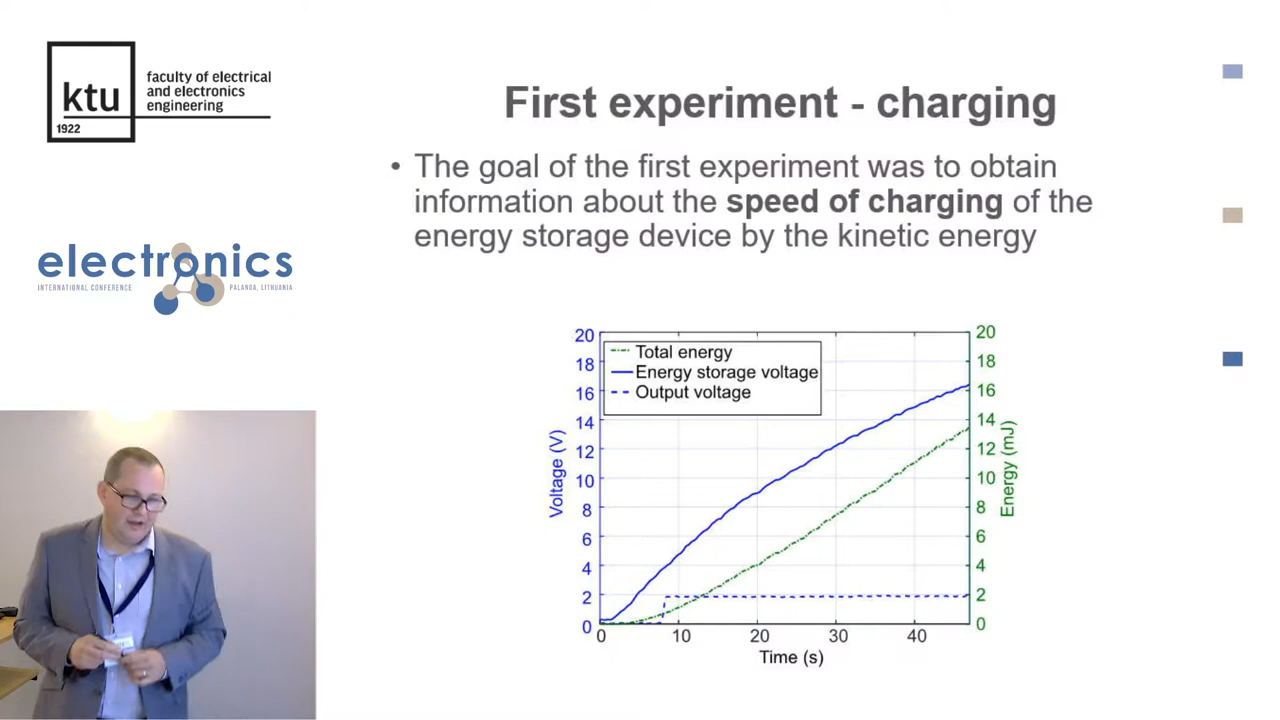 ktu
1922
faculty of electrical
and electronics
engineering
First experiment - charging
• The goal of the first experiment was to obtain
information about the speed of charging of the
energy storage device by the kinetic energy
electronics
INTERNATIONAL CONFERENCE
PALANGA, LITHUANIA
Total energy
Energy storage voltage
Output voltage
20
18
16
14
12
10
8
6
4
2
0
Voltage (V)
20
18
16
14
12
10
8
6
4
2
0
Energy (mJ)
0 10 20 30 40
Time (s)